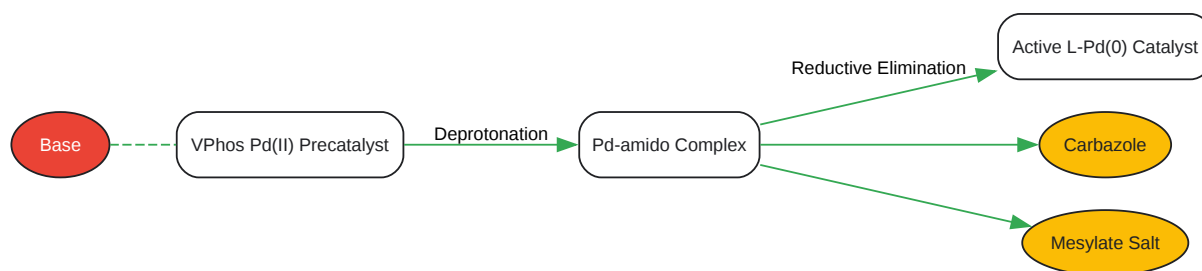 Base
VPhos Pd(II) Precatalyst
Deprotonation
Pd-amido Complex
Reductive Elimination
Active L-Pd(0) Catalyst
Carbazole
Mesylate Salt